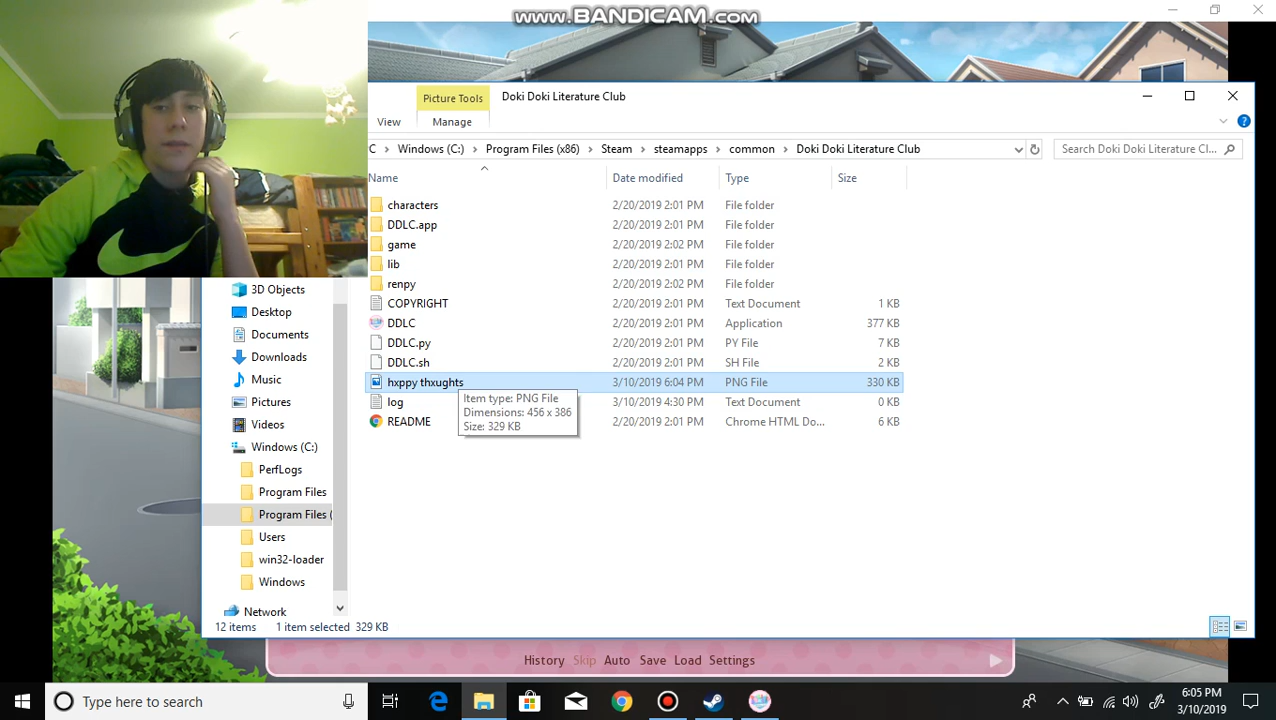 www.BANDICAM.com
Picture Tools
Doki Doki Literature Club
View
Manage
C > Windows (C:) > Program Files (x86) > Steam > steamapps > common > Doki Doki Literature Club
Search Doki Doki Literature Cl...
Name Date modified Type Size
characters 2/20/2019 2:01 PM File folder
DDLC.app 2/20/2019 2:01 PM File folder
game 2/20/2019 2:02 PM File folder
lib 2/20/2019 2:01 PM File folder
renpy 2/20/2019 2:02 PM File folder
COPYRIGHT 2/20/2019 2:01 PM Text Document 1 KB
DDLC 2/20/2019 2:01 PM Application 377 KB
DDLC.py 2/20/2019 2:01 PM PY File 7 KB
DDLC.sh 2/20/2019 2:01 PM SH File 2 KB
hxppy thxughts 3/10/2019 6:04 PM PNG File 330 KB
log 3/10/2019 4:30 PM Text Document 0 KB
README 2/20/2019 2:01 PM Chrome HTML Do... 6 KB
Item type: PNG File
Dimensions: 456 x 386
Size: 329 KB
3D Objects
Desktop
Documents
Downloads
Music
Pictures
Videos
Windows (C:)
PerfLogs
Program Files
Program Files (
Users
win32-loader
Windows
Network
12 items 1 item selected 329 KB
History Skip Auto Save Load Settings
Type here to search
6:05 PM
3/10/2019